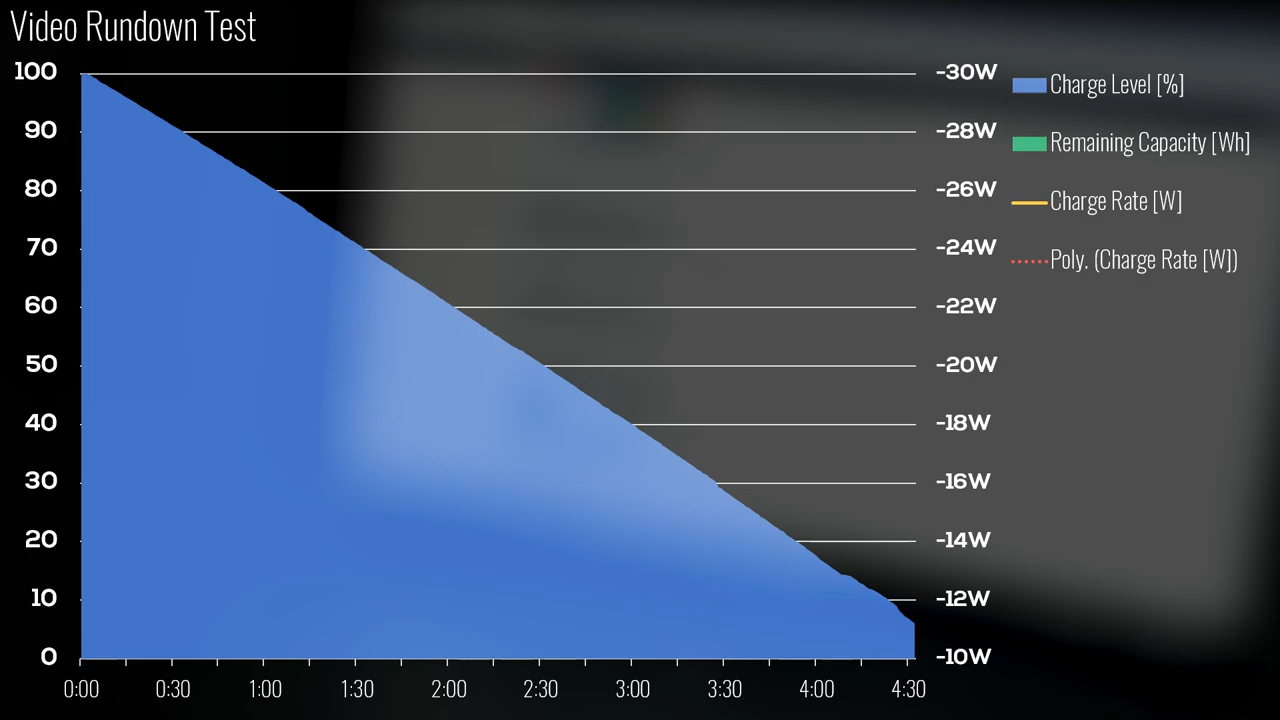 Video Rundown Test
100
90
80
70
60
50
40
30
20
10
0
-30W
-28W
-26W
-24W
-22W
-20W
-18W
-16W
-14W
-12W
-10W
0:00 0:30 1:00 1:30 2:00 2:30 3:00 3:30 4:00 4:30
Charge Level [%]
Remaining Capacity [Wh]
Charge Rate [W]
Poly. (Charge Rate [W])